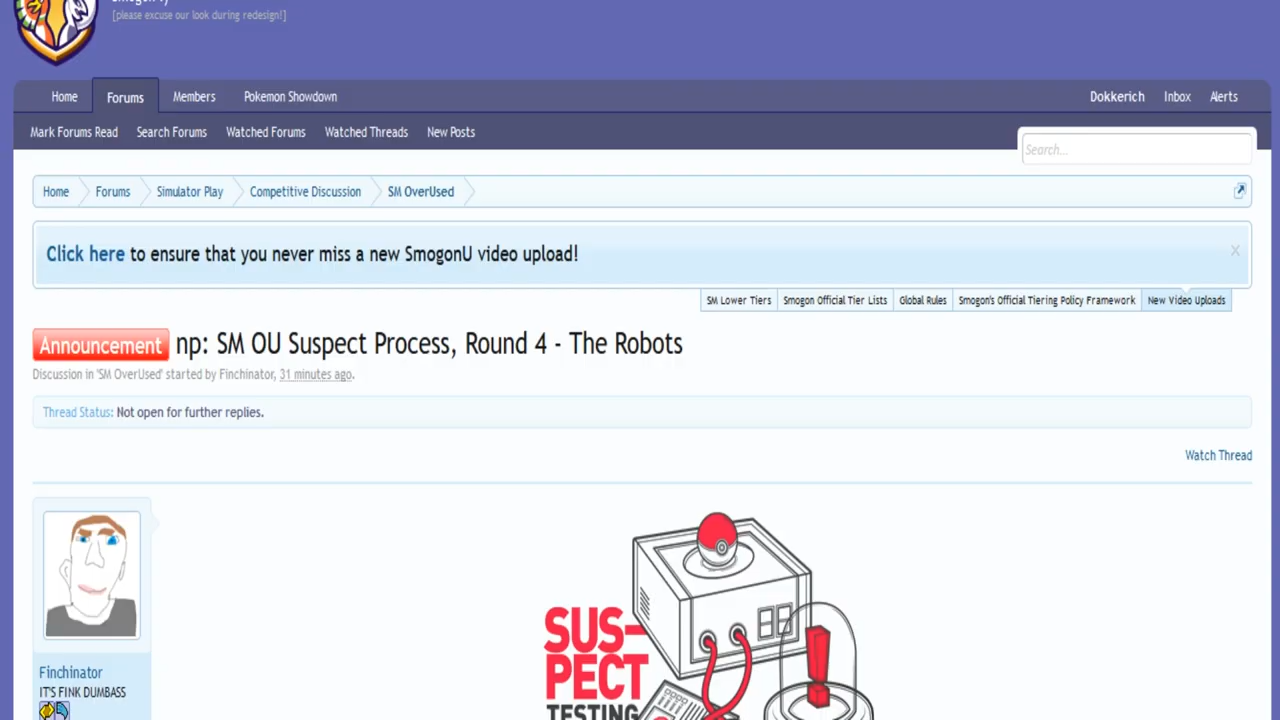 [please excuse our look during redesign!]
Home Forums Members Pokemon Showdown Dokkerich Inbox Alerts
Mark Forums Read Search Forums Watched Forums Watched Threads New Posts
Search...
Home Forums Simulator Play Competitive Discussion SM OverUsed
Click here to ensure that you never miss a new SmogonU video upload! X
SM Lower Tiers Smogon Official Tier Lists Global Rules Smogon's Official Tiering Policy Framework New Video Uploads
Announcement np: SM OU Suspect Process, Round 4 - The Robots
Discussion in 'SM OverUsed' started by Finchinator, 31 minutes ago.
Thread Status: Not open for further replies.
Watch Thread
SUS-
PECT
TESTING
Finchinator
IT'S FINK DUMBASS